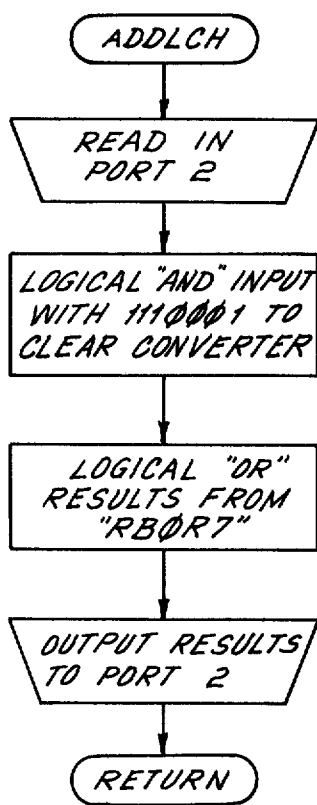 ADDLCH
READ IN
PORT 2
LOGICAL "AND" INPUT
WITH 111ØØØ1 TO
CLEAR CONVERTER
LOGICAL "OR"
RESULTS FROM
"RBØR7"
OUTPUT RESULTS
TO PORT 2
RETURN